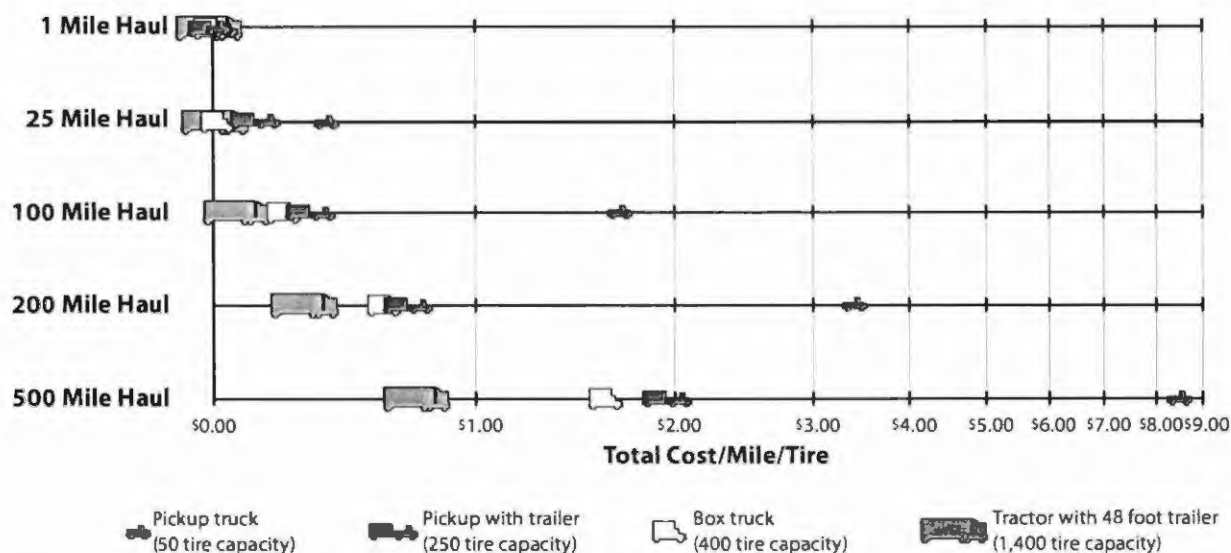 1 Mile Haul
25 Mile Haul
100 Mile Haul
200 Mile Haul
500 Mile Haul
$0.00 $1.00 $2.00 $3.00 $4.00 $5.00 $6.00 $7.00 $8.00 $9.00
Total Cost/Mile/Tire
Pickup truck
(50 tire capacity)
Pickup with trailer
(250 tire capacity)
Box truck
(400 tire capacity)
Tractor with 48 foot trailer
(1,400 tire capacity)